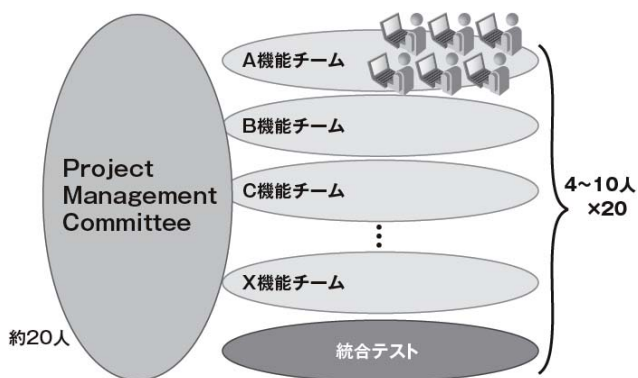 A機能チーム
B機能チーム
Project
Management
Committee
C機能チーム
X機能チーム
統合テスト
約20人
4~10人
×20